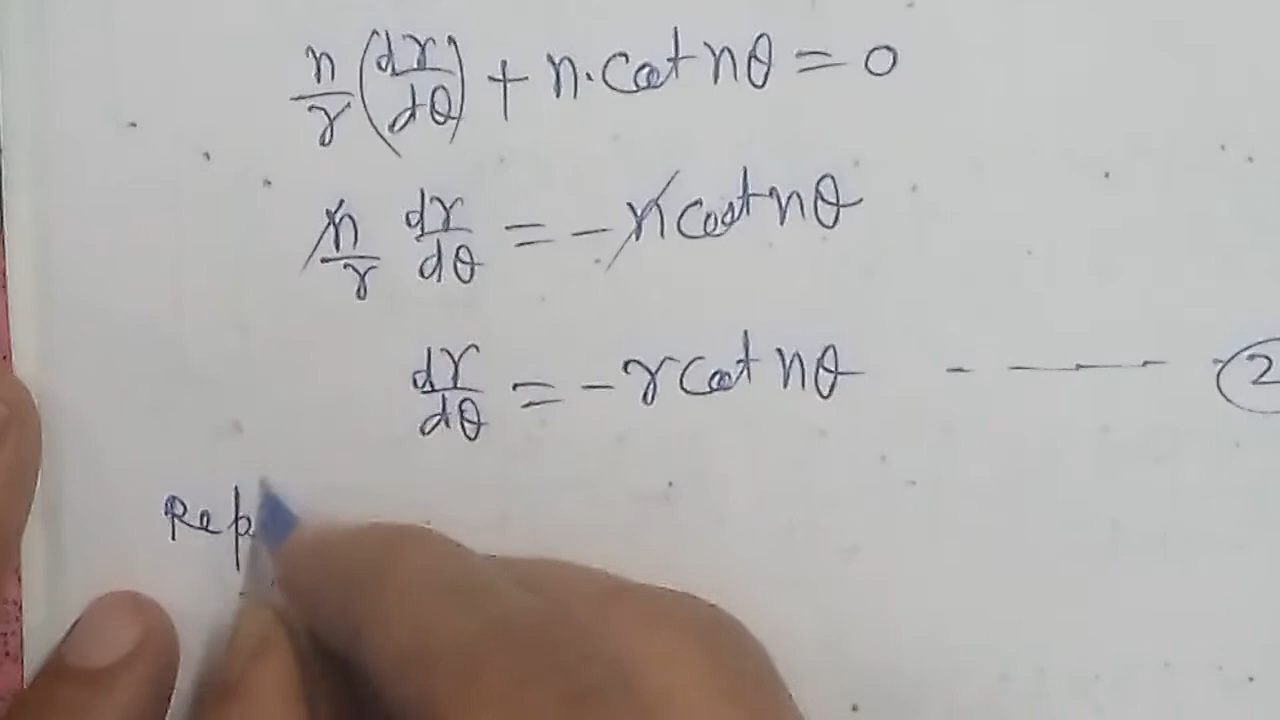 n/r (dr/dθ) + n·cot nθ = 0
n/r dr/dθ = -n cot nθ
dr/dθ = -r cot nθ - - - - - 2
Rep